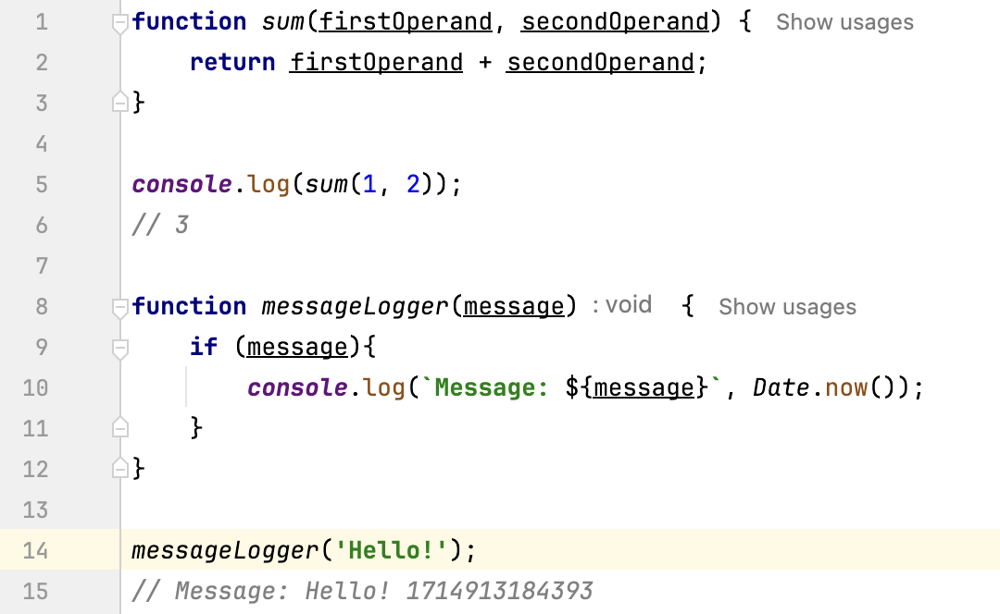 1 function sum(firstOperand, secondOperand) { Show usages
2     return firstOperand + secondOperand;
3 }
4
5 console.log(sum(1, 2));
6 // 3
7
8 function messageLogger(message) : void { Show usages
9     if (message){
10         console.log(`Message: ${message}`, Date.now());
11     }
12 }
13
14 messageLogger('Hello!');
15 // Message: Hello! 1714913184393